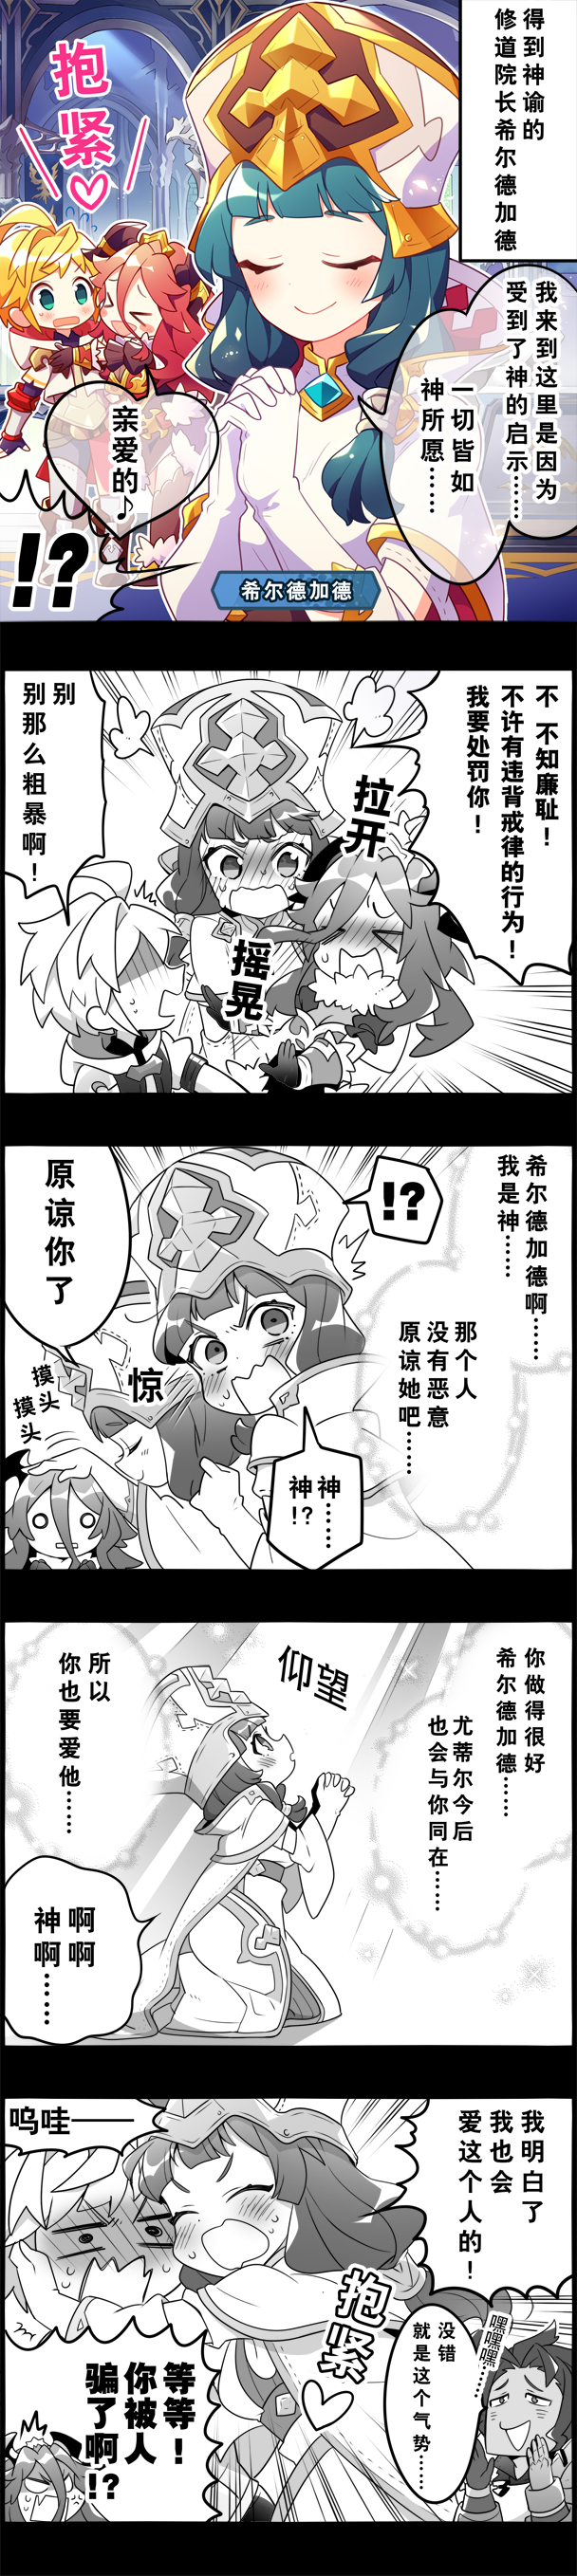 得到神谕的
修道院长希尔德加德
我来到这里是因为
受到了神的启示……
一切皆如
神所愿……
抱紧♡
亲爱的♪
!?
希尔德加德
不 不知廉耻！
不许有违背戒律的行为！
我要处罚你！
拉开
摇晃
别
别那么粗暴啊！
希尔德加德啊……
我是神……
!?
那个人
没有恶意
原谅她吧……
神……
神!?
惊
原谅你了
摸头
摸头
你做得很好
希尔德加德……
尤蒂尔今后
也会与你同在……
仰望
所以
你也要爱他……
啊啊
神啊……
我明白了
我也会
爱这个人的！
呜哇——
抱紧♡
嘿嘿嘿……
没错
就是这个气势……
等等！
你被人
骗了啊!?